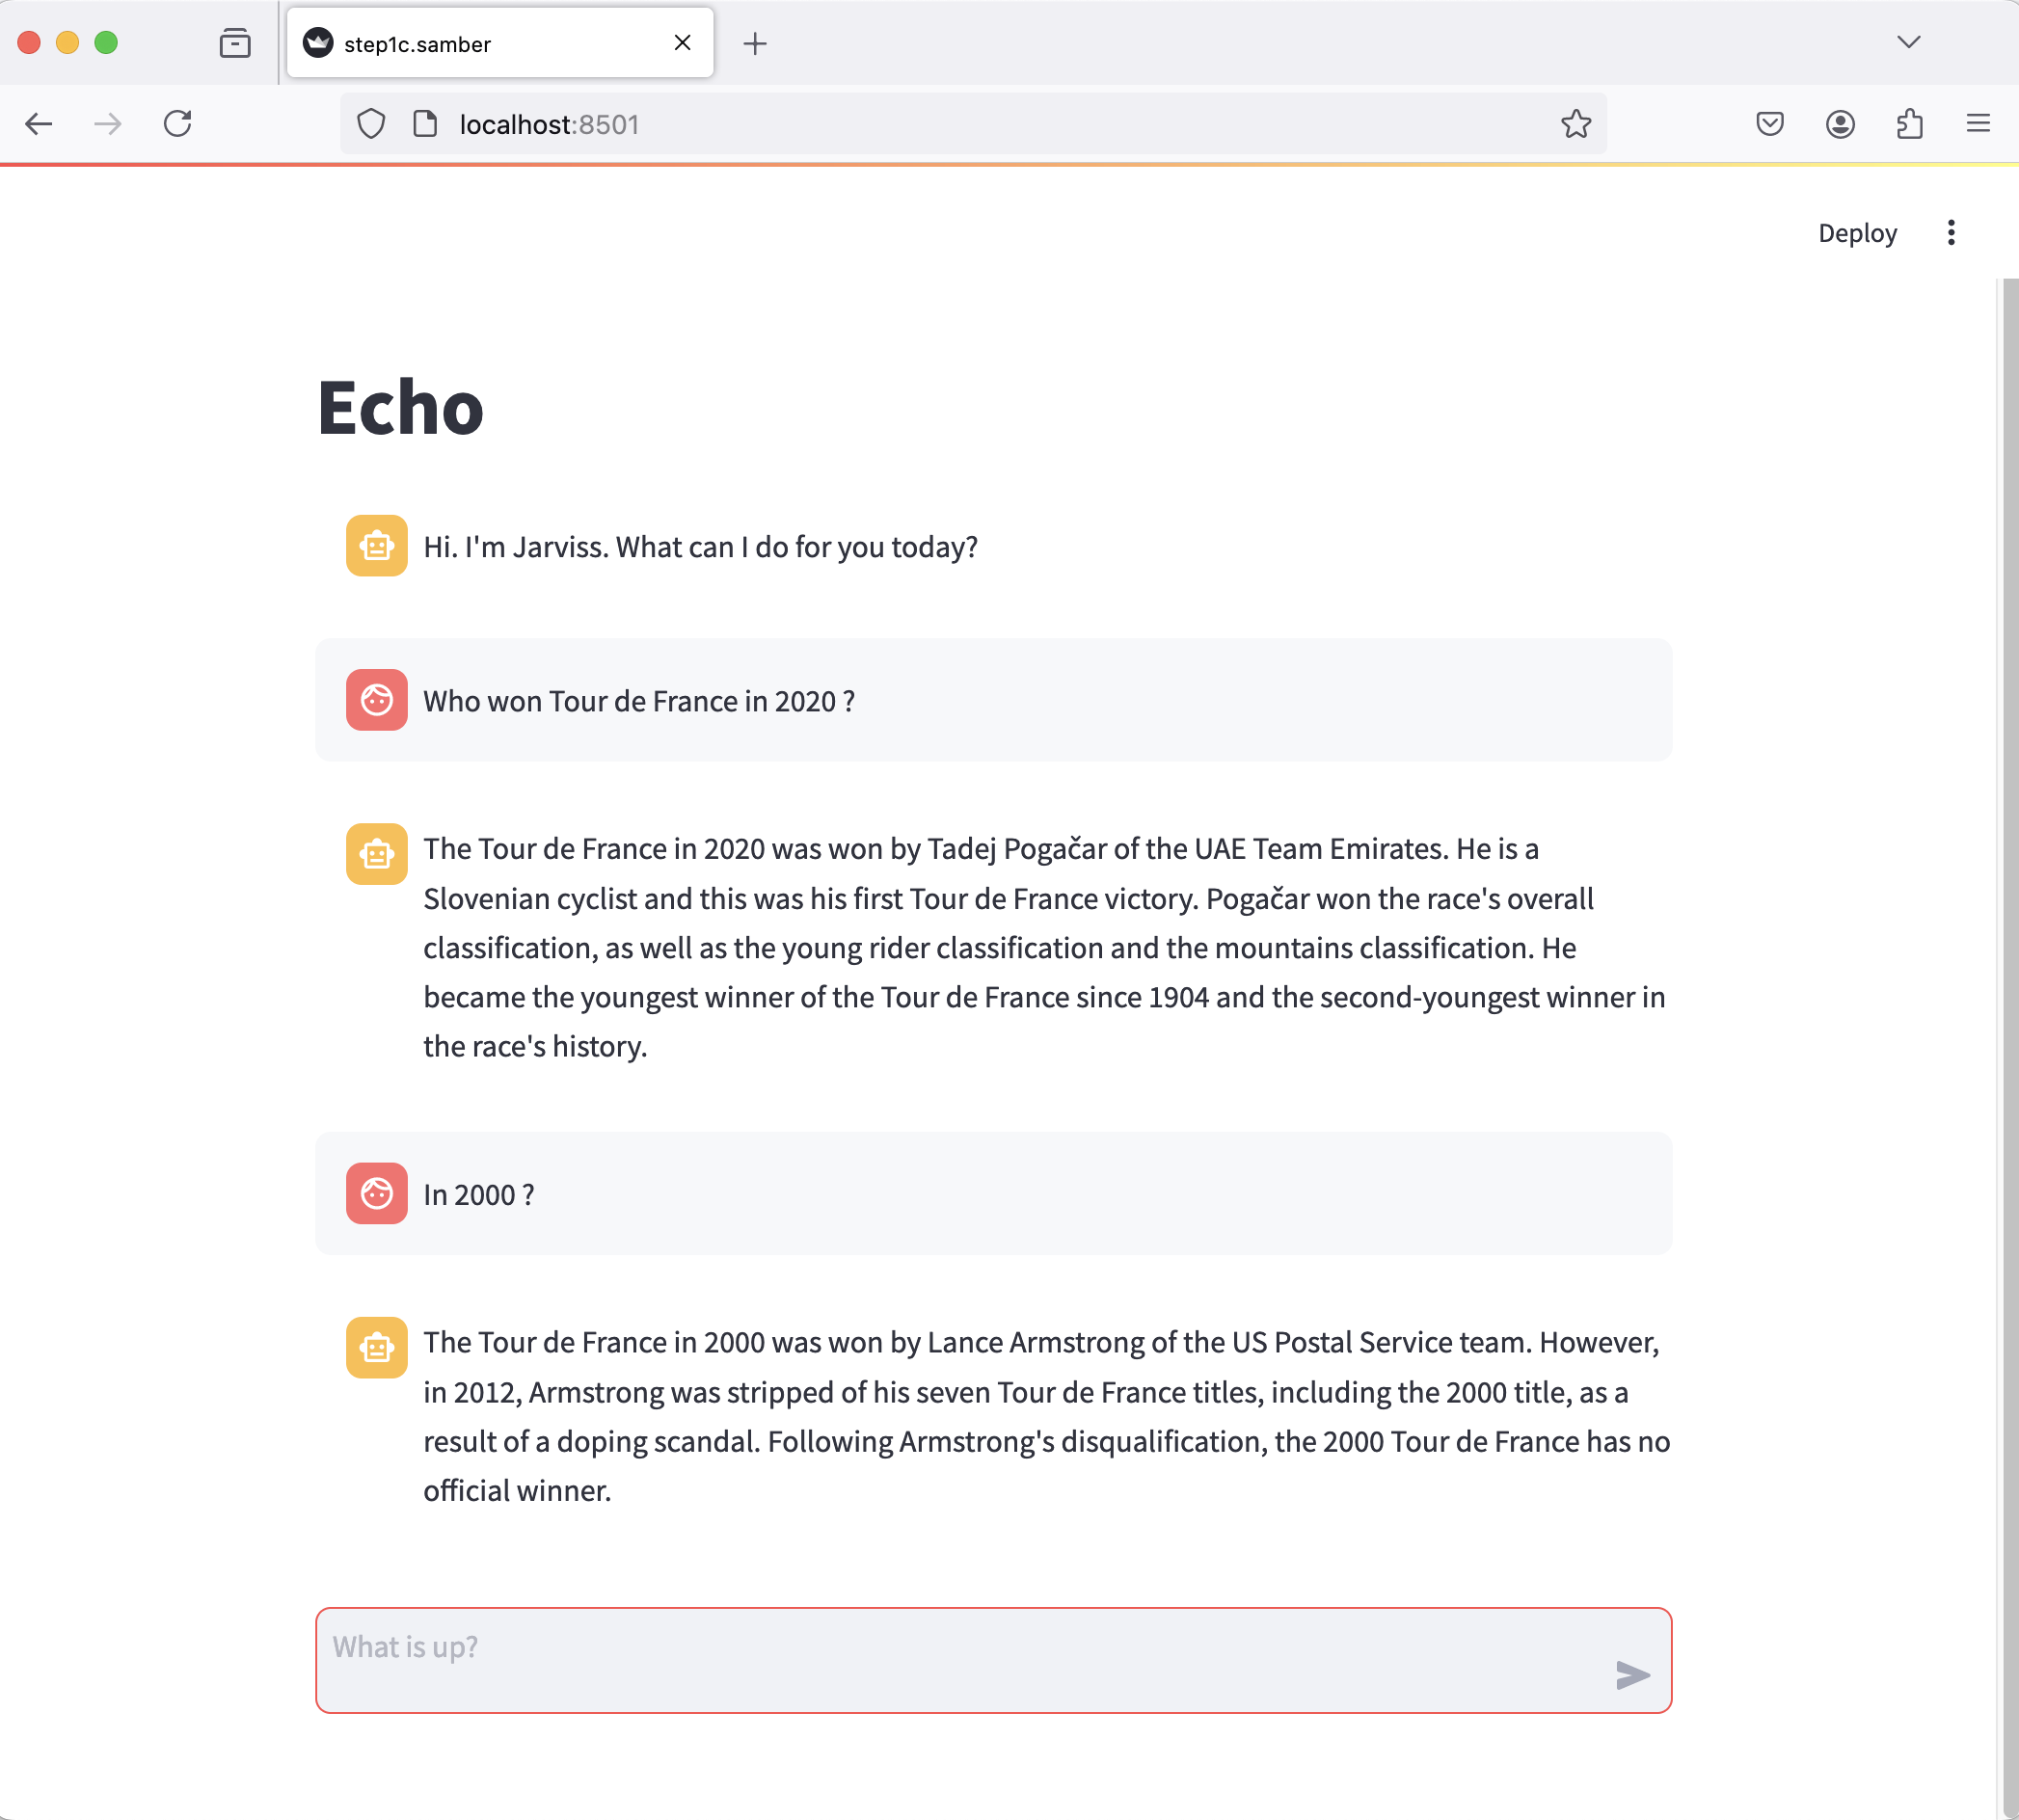 step1c.samber
localhost:8501
Deploy
Echo
Hi. I'm Jarviss. What can I do for you today?
Who won Tour de France in 2020 ?
The Tour de France in 2020 was won by Tadej Pogačar of the UAE Team Emirates. He is a
Slovenian cyclist and this was his first Tour de France victory. Pogačar won the race's overall
classification, as well as the young rider classification and the mountains classification. He
became the youngest winner of the Tour de France since 1904 and the second-youngest winner in
the race's history.
In 2000 ?
The Tour de France in 2000 was won by Lance Armstrong of the US Postal Service team. However,
in 2012, Armstrong was stripped of his seven Tour de France titles, including the 2000 title, as a
result of a doping scandal. Following Armstrong's disqualification, the 2000 Tour de France has no
official winner.
What is up?